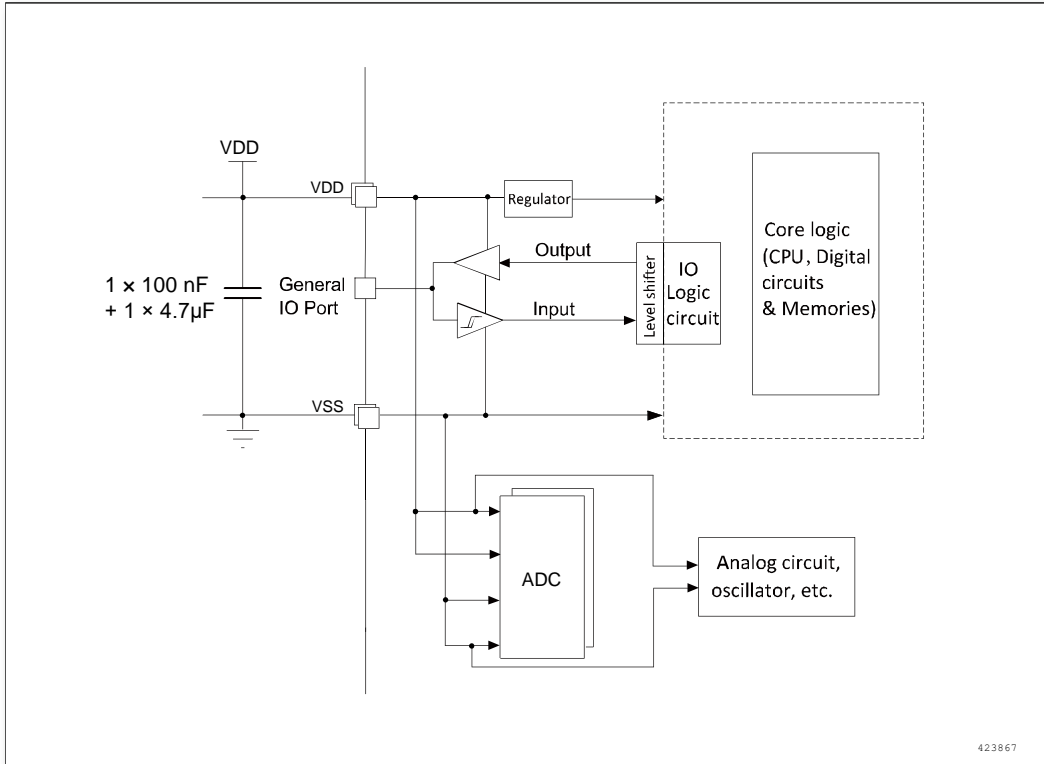 VDD
VDD
Regulator
Output
Level shifter
IO
Logic
circuit
Core logic
(CPU, Digital
circuits
& Memories)
1 × 100 nF
+ 1 × 4.7µF
General
IO Port
Input
VSS
ADC
Analog circuit,
oscillator, etc.
423867